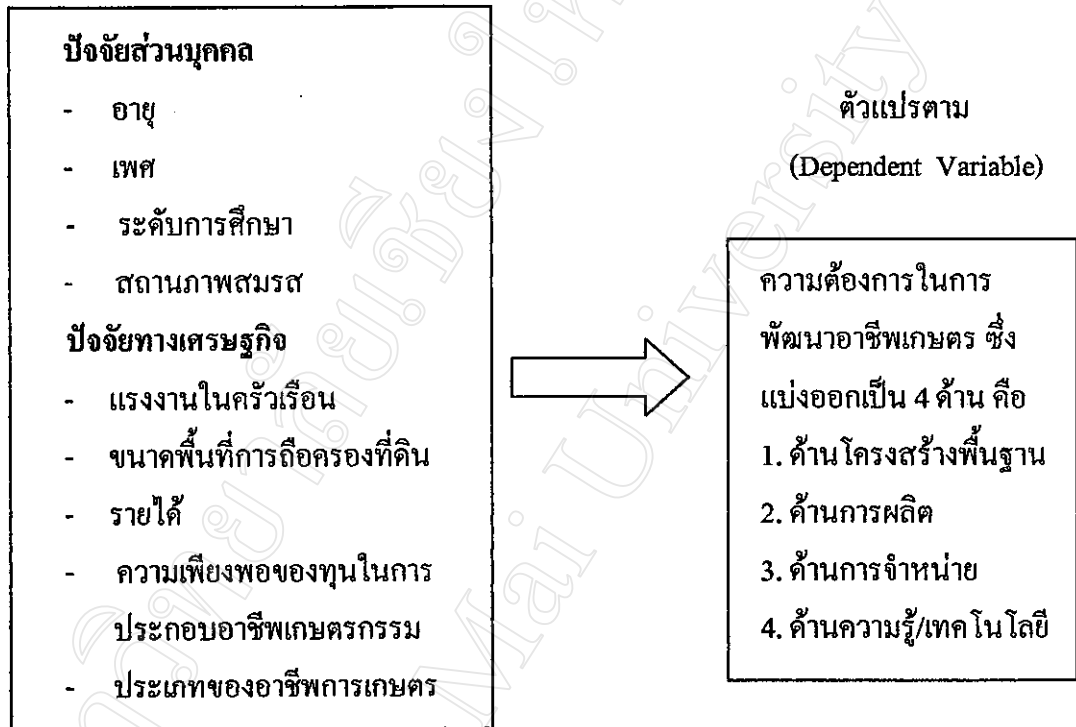 ปัจจัยส่วนบุคคล
- อายุ
- เพศ
- ระดับการศึกษา
- สถานภาพสมรส
ปัจจัยทางเศรษฐกิจ
- แรงงานในครัวเรือน
- ขนาดพื้นที่การถือครองที่ดิน
- รายได้
- ความเพียงพอของทุนในการ
ประกอบอาชีพเกษตรกรรม
- ประเภทของอาชีพการเกษตร
ตัวแปรตาม
(Dependent Variable)
ความต้องการในการ
พัฒนาอาชีพเกษตร ซึ่ง
แบ่งออกเป็น 4 ด้าน คือ
1. ด้านโครงสร้างพื้นฐาน
2. ด้านการผลิต
3. ด้านการจำหน่าย
4. ด้านความรู้/เทคโนโลยี
Mai University